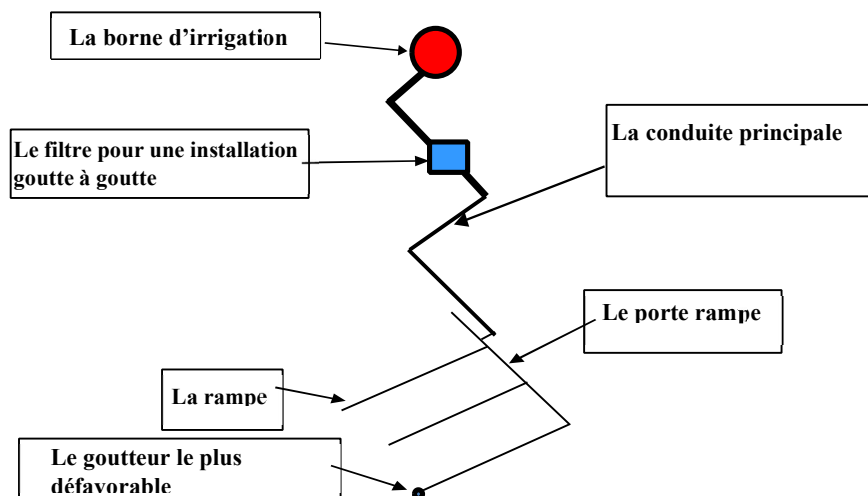 La borne d'irrigation
Le filtre pour une installation
goutte à goutte
La conduite principale
Le porte rampe
La rampe
Le goutteur le plus
défavorable